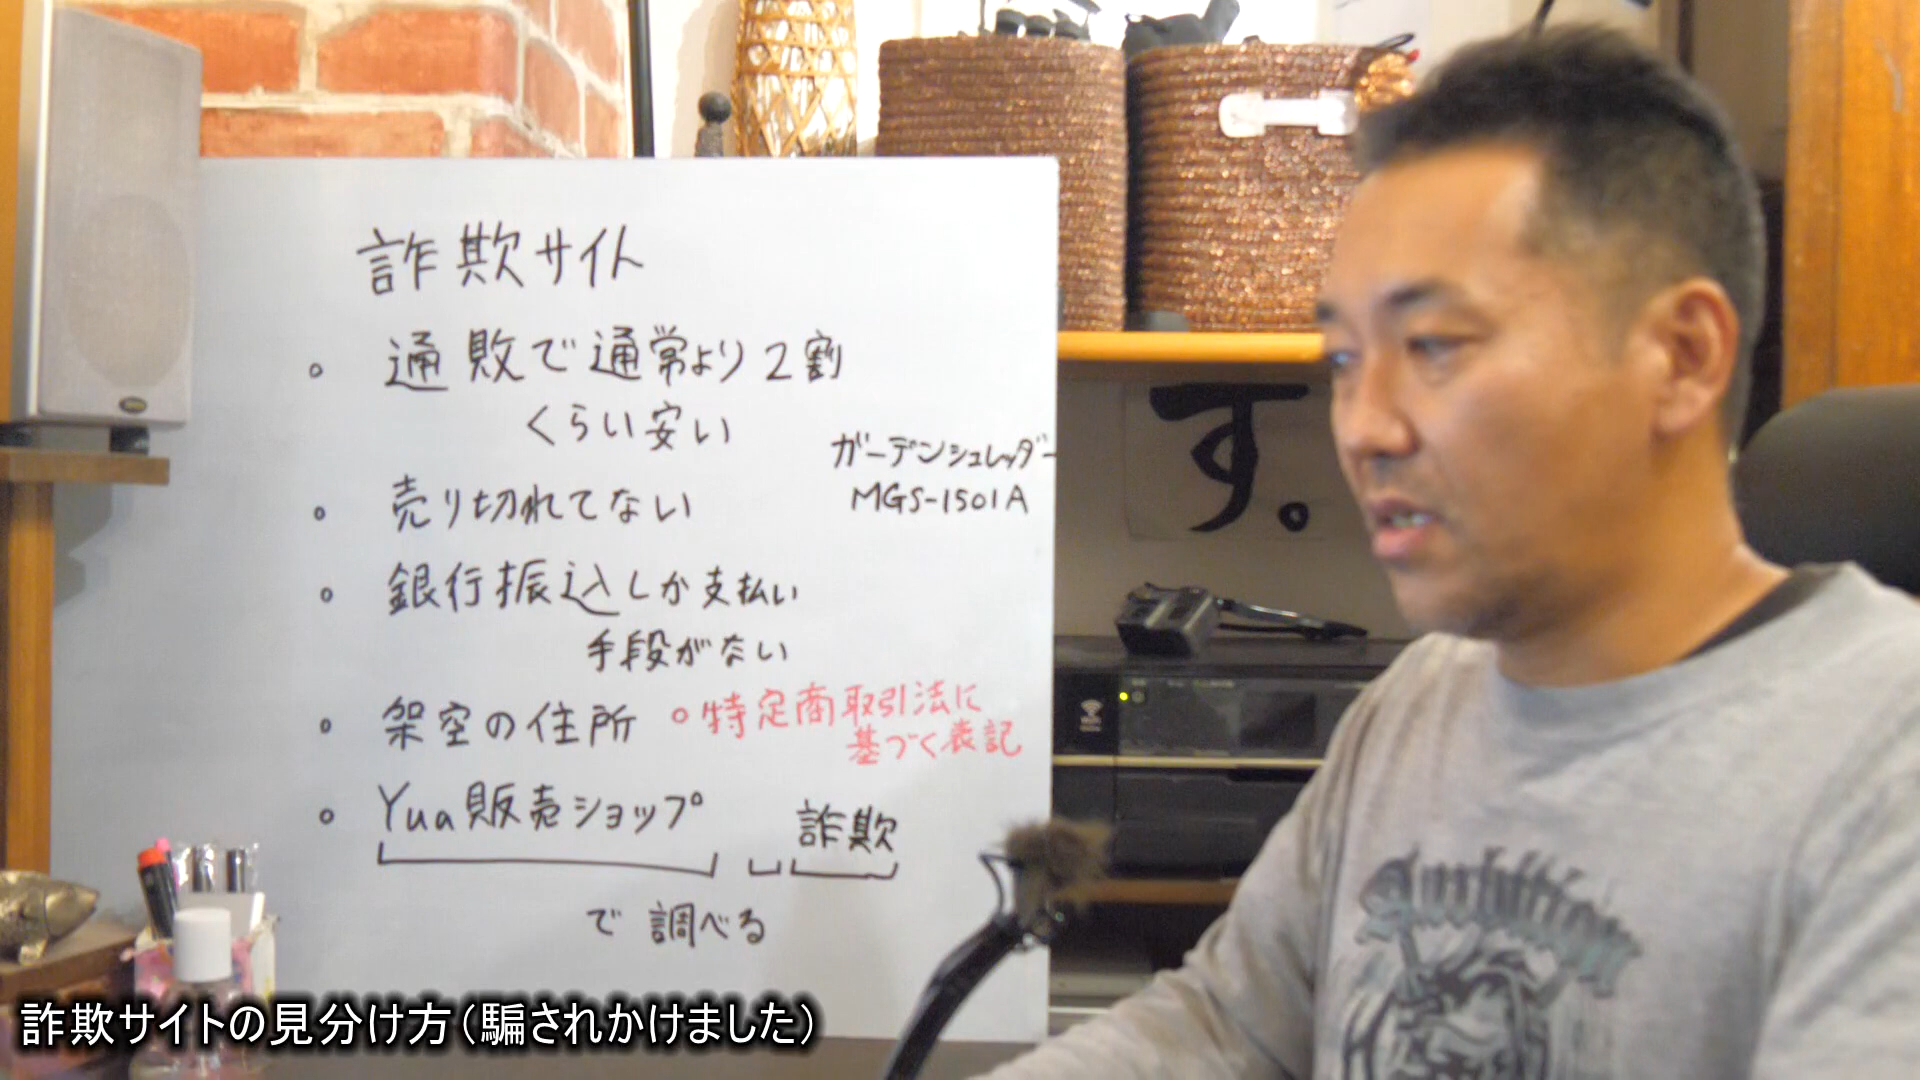 詐欺サイト
。通販で通常より2割
くらい安い
ガーデンシュレッダー
MGS-1501A
。売り切れてない
。銀行振込しか支払い
手段がない
。架空の住所 。特定商取引法に
基づく表記
。Yua販売ショップ 詐欺
で調べる
す。
詐欺サイトの見分け方(騙されかけました)